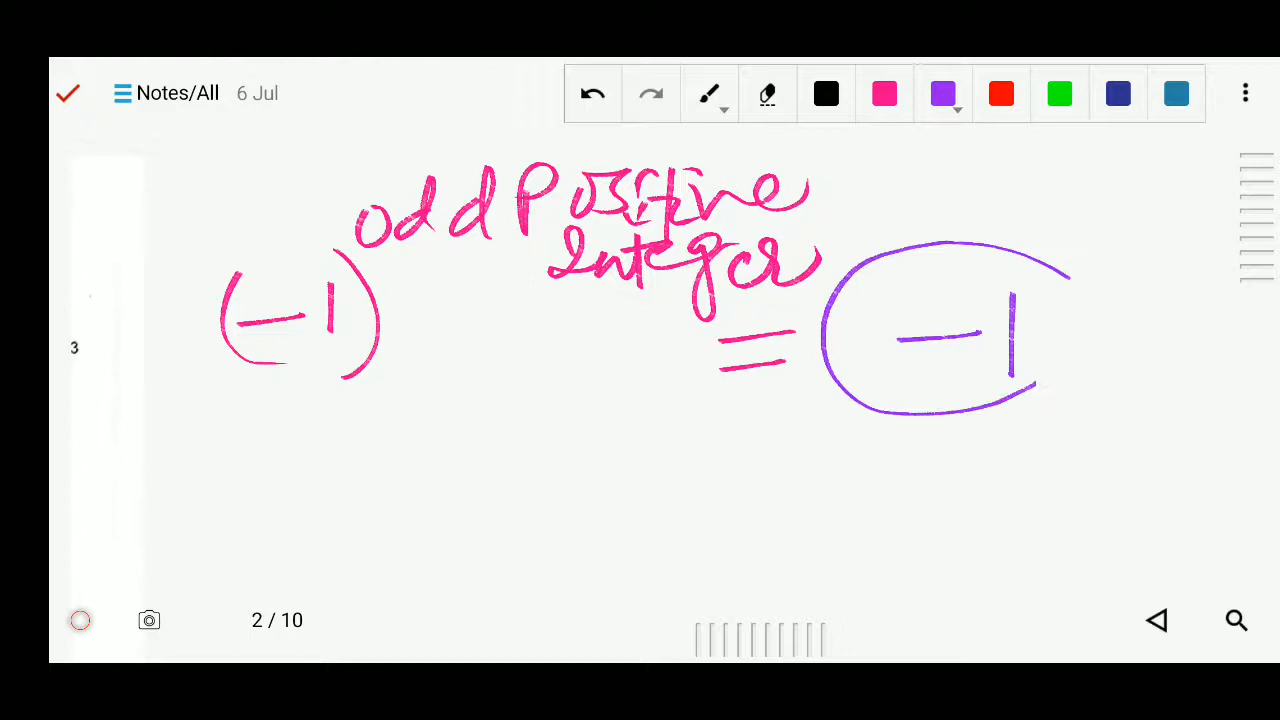 Notes/All 6 Jul
odd Positive
Integer
(-1)
= -1
3
2 / 10